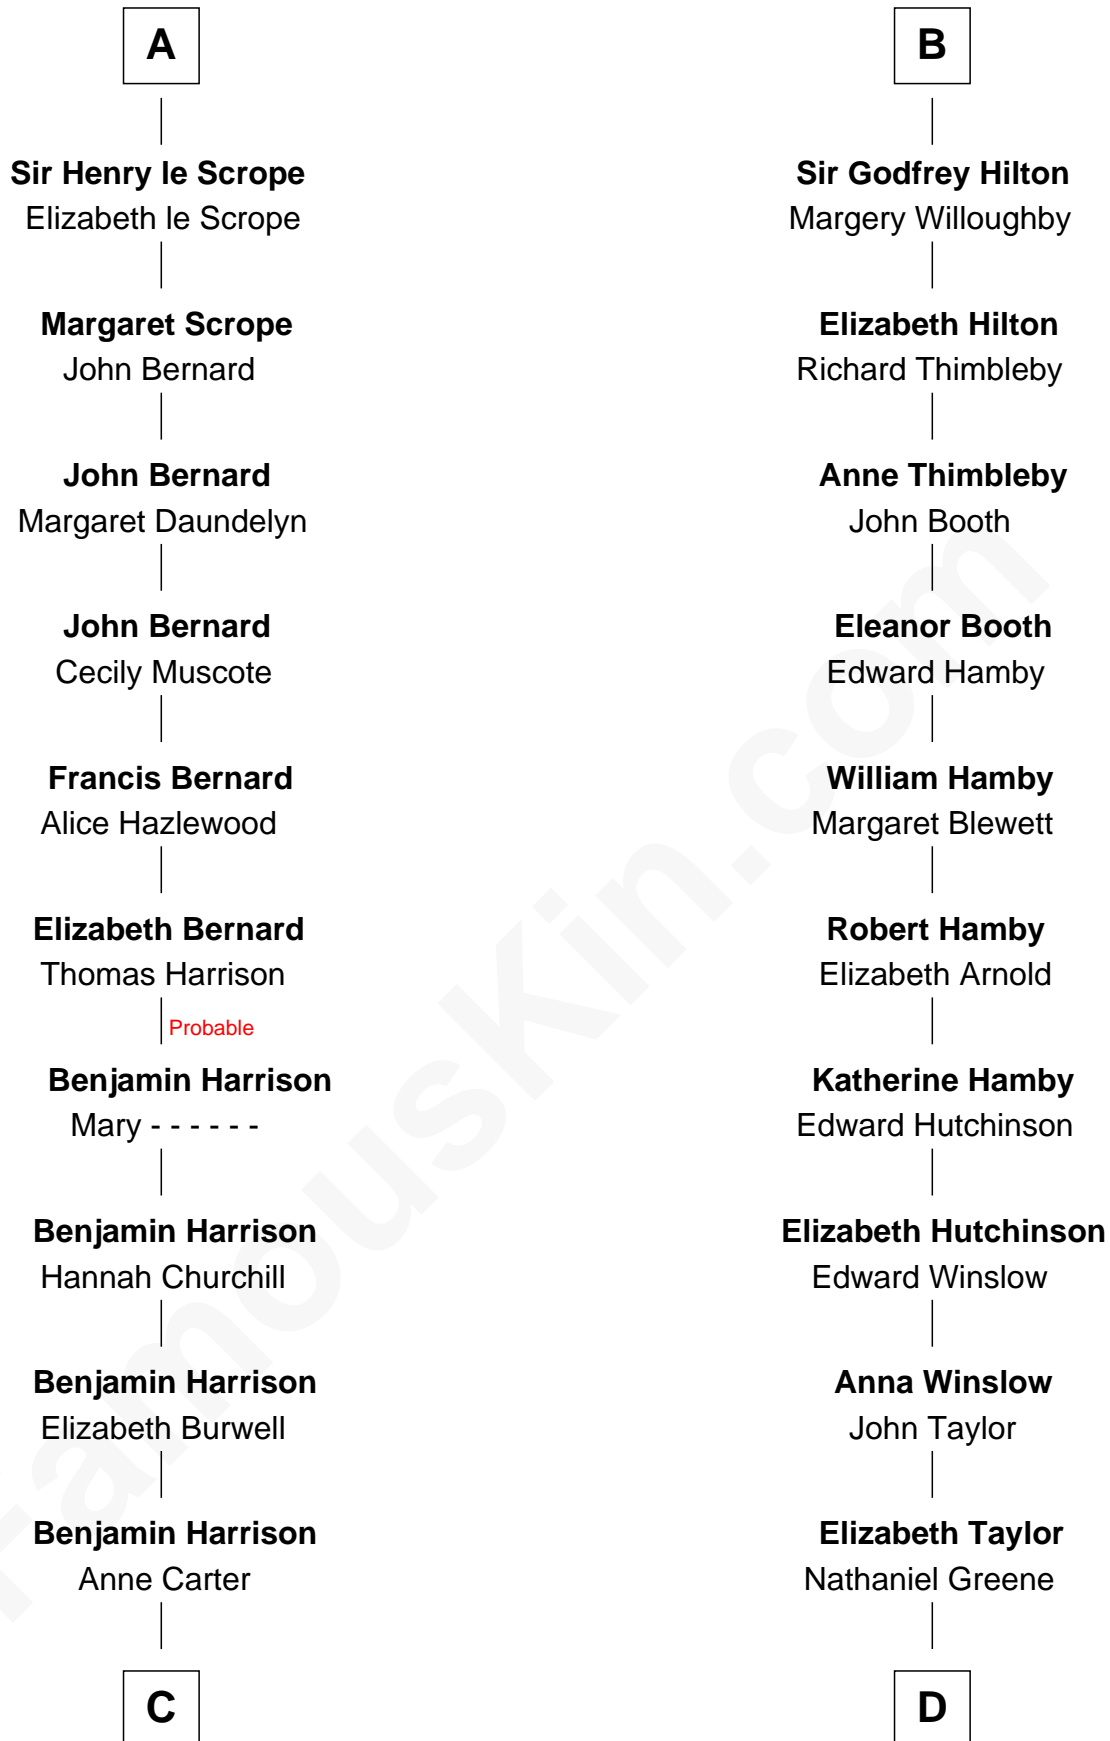 A
Sir Henry le Scrope
Elizabeth le Scrope
Margaret Scrope
John Bernard
John Bernard
Margaret Daundelyn
John Bernard
Cecily Muscote
Francis Bernard
Alice Hazlewood
Elizabeth Bernard
Thomas Harrison
Probable
Benjamin Harrison
Mary - - - - - -
Benjamin Harrison
Hannah Churchill
Benjamin Harrison
Elizabeth Burwell
Benjamin Harrison
Anne Carter
C
B
Sir Godfrey Hilton
Margery Willoughby
Elizabeth Hilton
Richard Thimbleby
Anne Thimbleby
John Booth
Eleanor Booth
Edward Hamby
William Hamby
Margaret Blewett
Robert Hamby
Elizabeth Arnold
Katherine Hamby
Edward Hutchinson
Elizabeth Hutchinson
Edward Winslow
Anna Winslow
John Taylor
Elizabeth Taylor
Nathaniel Greene
D
FamousKin.com